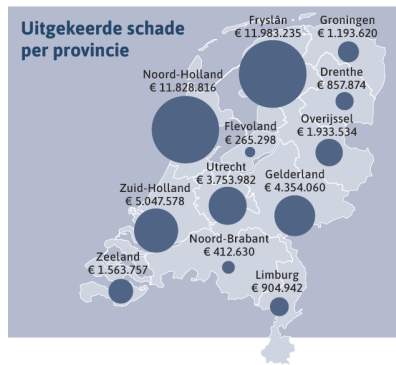 Uitgekeerde schade
per provincie
Fryslân
€ 11.983.235
Groningen
€ 1.193.620
Noord-Holland
€ 11.828.816
Drenthe
€ 857.874
Flevoland
€ 265.298
Overijssel
€ 1.933.534
Utrecht
€ 3.753.982
Gelderland
€ 4.354.060
Zuid-Holland
€ 5.047.578
Noord-Brabant
€ 412.630
Zeeland
€ 1.563.757
Limburg
€ 904.942